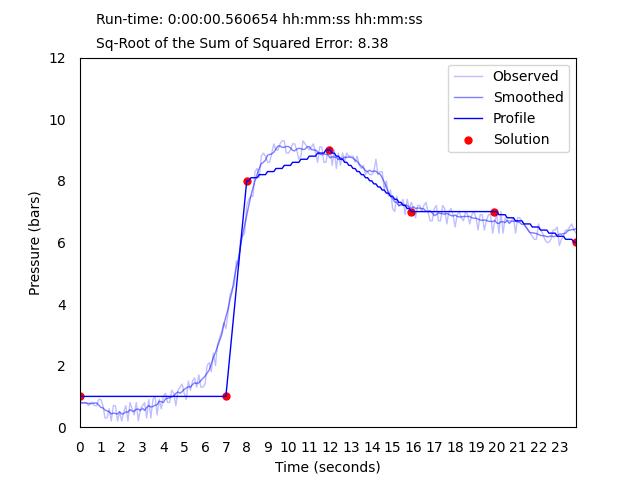 Run-time: 0:00:00.560654 hh:mm:ss hh:mm:ss
Sq-Root of the Sum of Squared Error: 8.38
Observed
Smoothed
Profile
Solution
12
10
8
6
4
2
0
Pressure (bars)
0 1 2 3 4 5 6 7 8 9 10 11 12 13 14 15 16 17 18 19 20 21 22 23
Time (seconds)